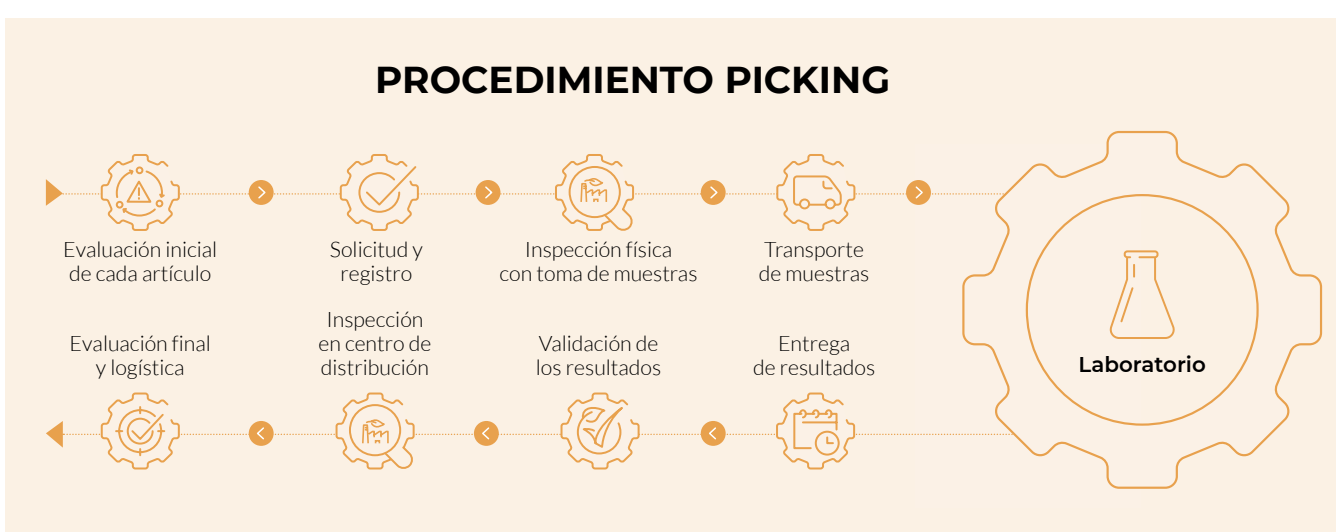 PROCEDIMIENTO PICKING
Evaluación inicial
de cada artículo
Solicitud y
registro
Inspección física
con toma de muestras
Transporte
de muestras
Laboratorio
Entrega
de resultados
Validación de
los resultados
Inspección
en centro de
distribución
Evaluación final
y logística